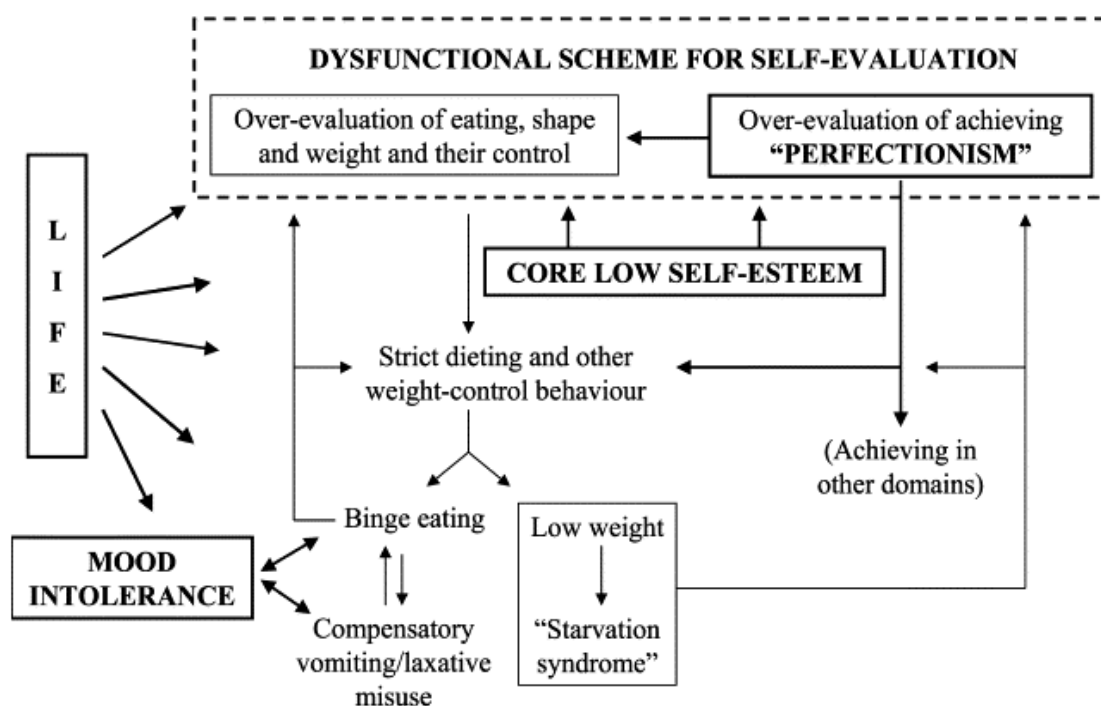 DYSFUNCTIONAL SCHEME FOR SELF-EVALUATION
Over-evaluation of eating, shape
and weight and their control
Over-evaluation of achieving
“PERFECTIONISM”
L
I
F
E
CORE LOW SELF-ESTEEM
Strict dieting and other
weight-control behaviour
(Achieving in
other domains)
Binge eating
Low weight
MOOD
INTOLERANCE
Compensatory
vomiting/laxative
misuse
“Starvation
syndrome”